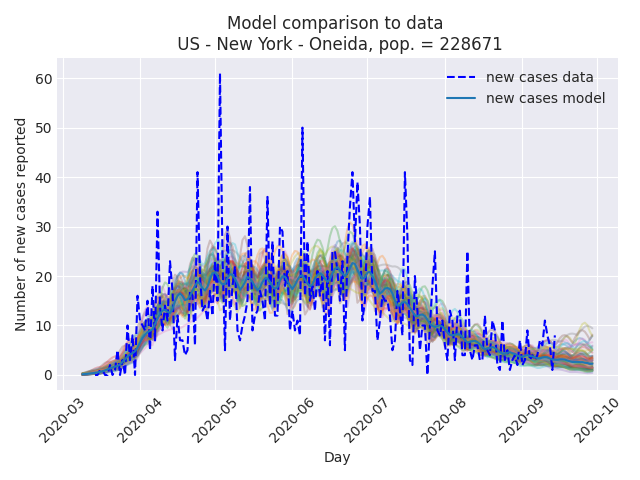 Model comparison to data
US - New York - Oneida, pop. = 228671
new cases data
new cases model
Number of new cases reported
60
50
40
30
20
10
0
2020-03
2020-04
2020-05
2020-06
2020-07
2020-08
2020-09
2020-10
Day